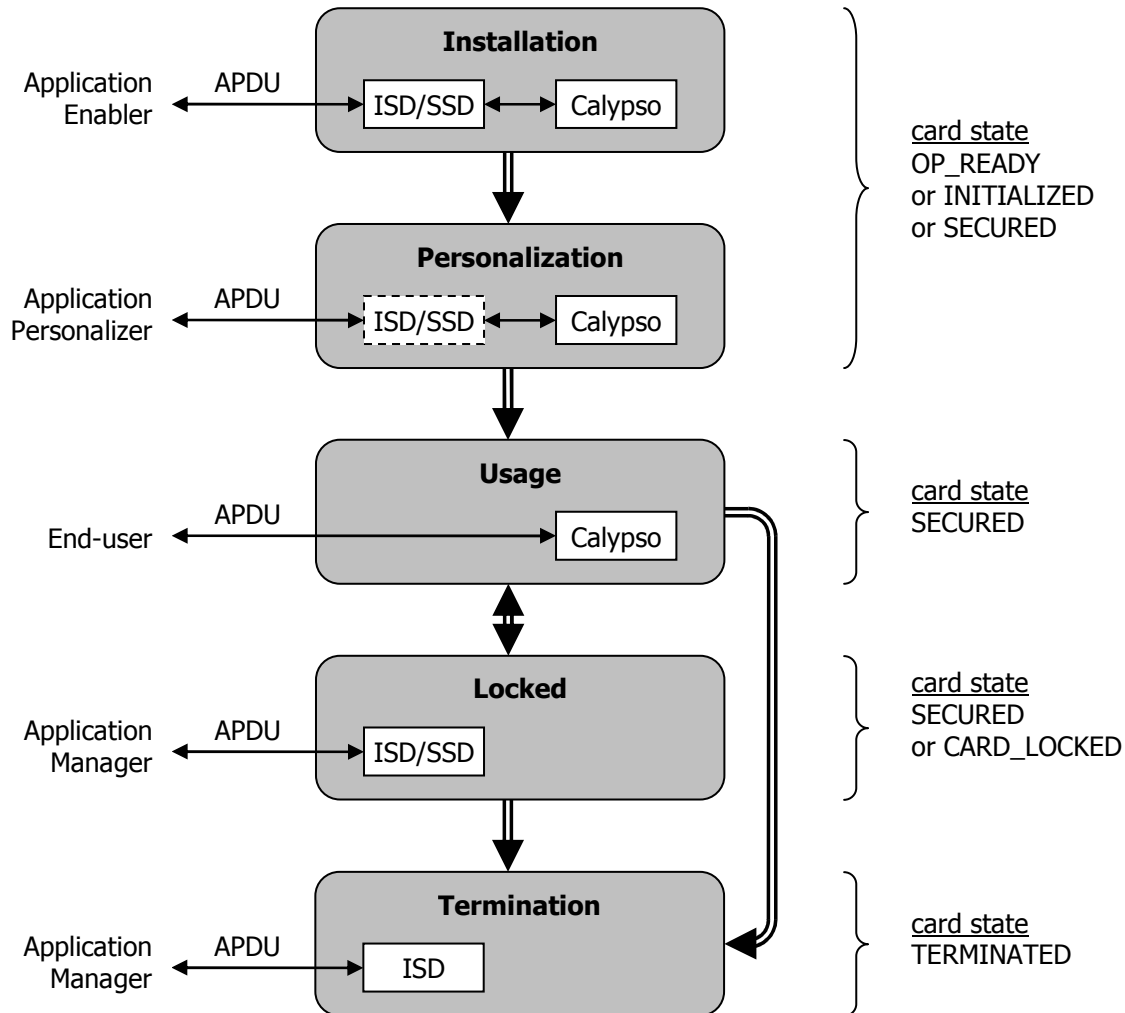 Installation
Application
Enabler
APDU
ISD/SSD
Calypso
card state
OP_READY
or INITIALIZED
or SECURED
Personalization
Application
Personalizer
APDU
ISD/SSD
Calypso
Usage
End-user
APDU
Calypso
card state
SECURED
Locked
Application
Manager
APDU
ISD/SSD
card state
SECURED
or CARD_LOCKED
Termination
Application
Manager
APDU
ISD
card state
TERMINATED